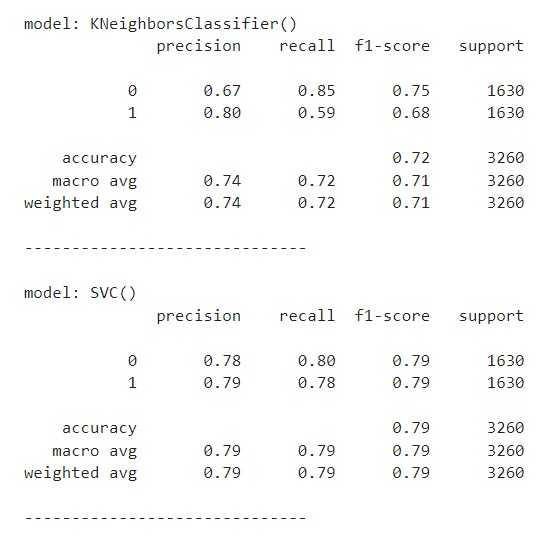 model: KNeighborsClassifier()
precision recall f1-score support
0 0.67 0.85 0.75 1630
1 0.80 0.59 0.68 1630
accuracy 0.72 3260
macro avg 0.74 0.72 0.71 3260
weighted avg 0.74 0.72 0.71 3260
------------------------------
model: SVC()
precision recall f1-score support
0 0.78 0.80 0.79 1630
1 0.79 0.78 0.79 1630
accuracy 0.79 3260
macro avg 0.79 0.79 0.79 3260
weighted avg 0.79 0.79 0.79 3260
------------------------------